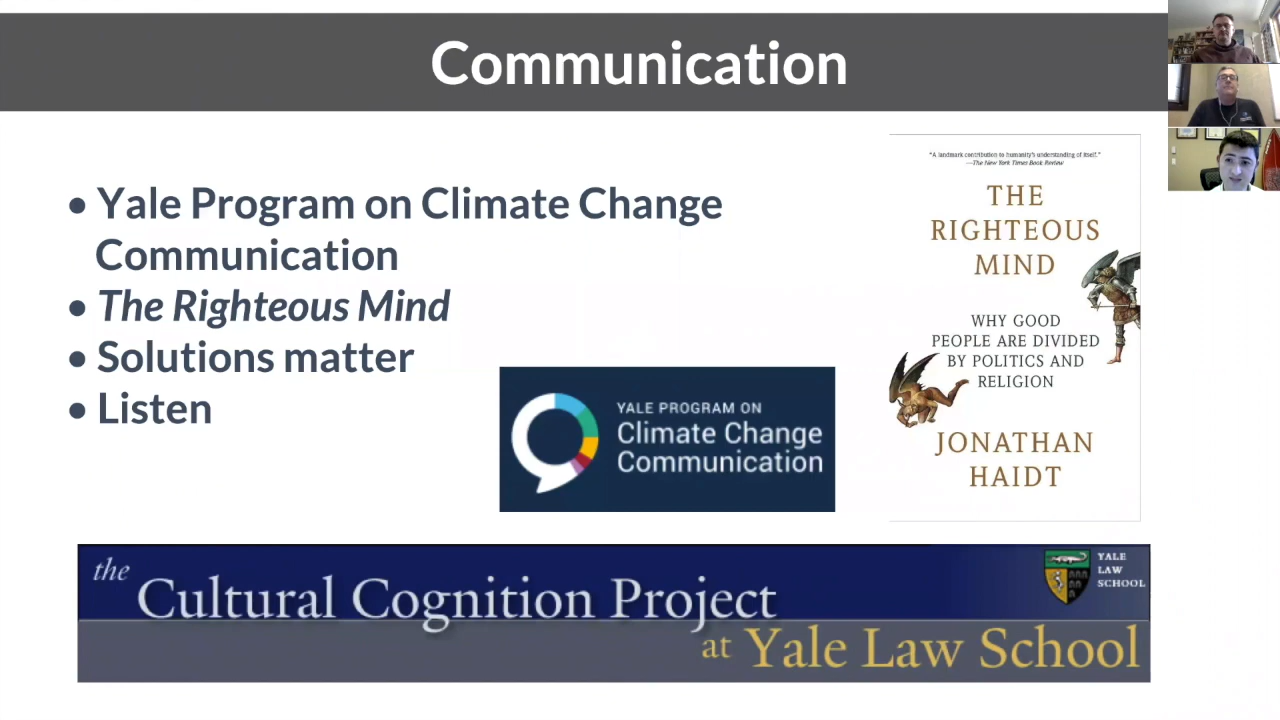 Communication
• Yale Program on Climate Change
Communication
• The Righteous Mind
• Solutions matter
• Listen
"A landmark contribution to humanity's understanding of itself."
—The New York Times Book Review
THE
RIGHTEOUS
MIND
WHY GOOD
PEOPLE ARE DIVIDED
BY POLITICS AND
RELIGION
JONATHAN
HAIDT
YALE PROGRAM ON
Climate Change
Communication
the
Cultural Cognition Project
at Yale Law School
YALE
LAW
SCHOOL